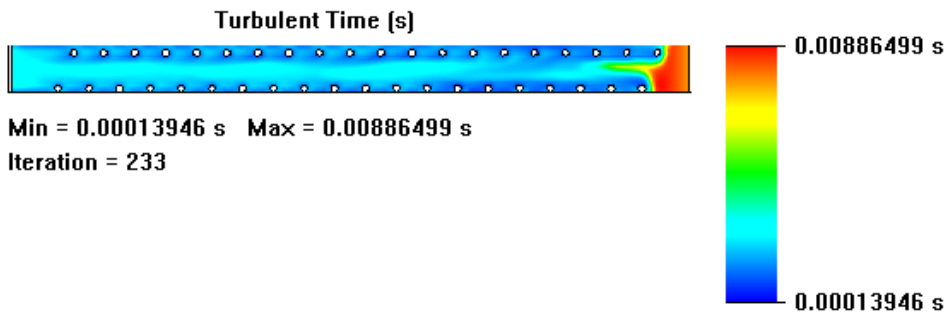 Turbulent Time (s)
Min = 0.00013946 s Max = 0.00886499 s
Iteration = 233
0.00886499 s
0.00013946 s